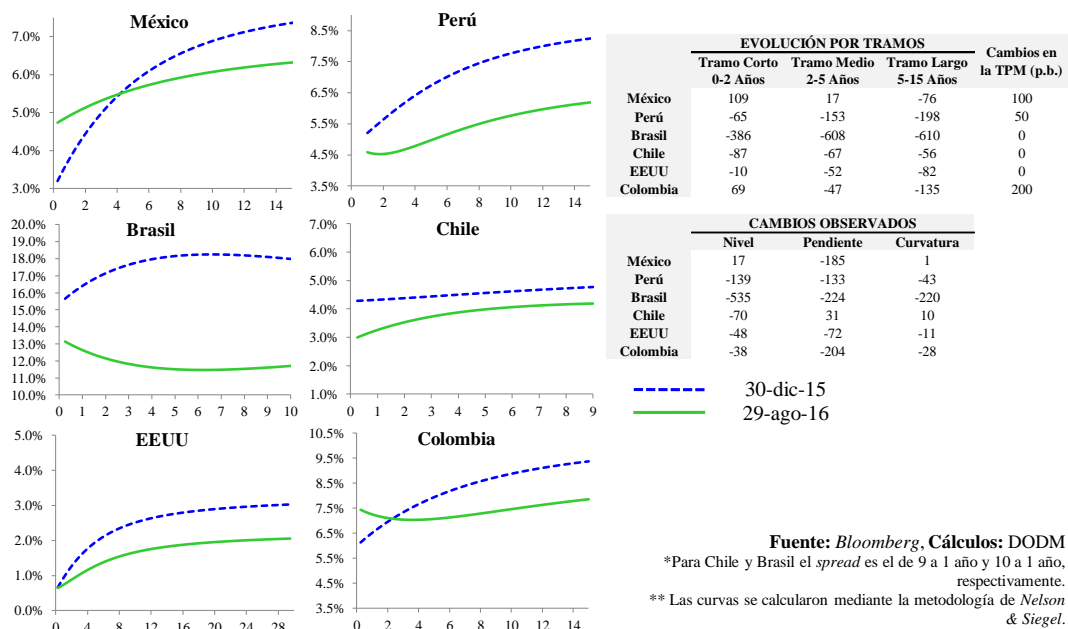 México
7.0%
6.0%
5.0%
4.0%
3.0%
0 2 4 6 8 10 12 14
Perú
8.5%
7.5%
6.5%
5.5%
4.5%
3.5%
0 2 4 6 8 10 12 14
EVOLUCIÓN POR TRAMOS
Cambios en
la TPM (p.b.)
Tramo Corto Tramo Medio Tramo Largo
0-2 Años 2-5 Años 5-15 Años
México 109 17 -76 100
Perú -65 -153 -198 50
Brasil -386 -608 -610 0
Chile -87 -67 -56 0
EEUU -10 -52 -82 0
Colombia 69 -47 -135 200
Brasil
20.0%
19.0%
18.0%
17.0%
16.0%
15.0%
14.0%
13.0%
12.0%
11.0%
10.0%
0 1 2 3 4 5 6 7 8 9 10
Chile
7.0%
6.0%
5.0%
4.0%
3.0%
2.0%
1.0%
0 1 2 3 4 5 6 7 8 9
CAMBIOS OBSERVADOS
Nivel Pendiente Curvatura
México 17 -185 1
Perú -139 -133 -43
Brasil -535 -224 -220
Chile -70 31 10
EEUU -48 -72 -11
Colombia -38 -204 -28
30-dic-15
29-ago-16
EEUU
5.0%
4.0%
3.0%
2.0%
1.0%
0.0%
0 4 8 12 16 20 24 28
Colombia
10.5%
9.5%
8.5%
7.5%
6.5%
5.5%
4.5%
3.5%
0 2 4 6 8 10 12 14
Fuente: Bloomberg, Cálculos: DODM
*Para Chile y Brasil el spread es el de 9 a 1 año y 10 a 1 año,
respectivamente.
** Las curvas se calcularon mediante la metodología de Nelson
& Siegel.